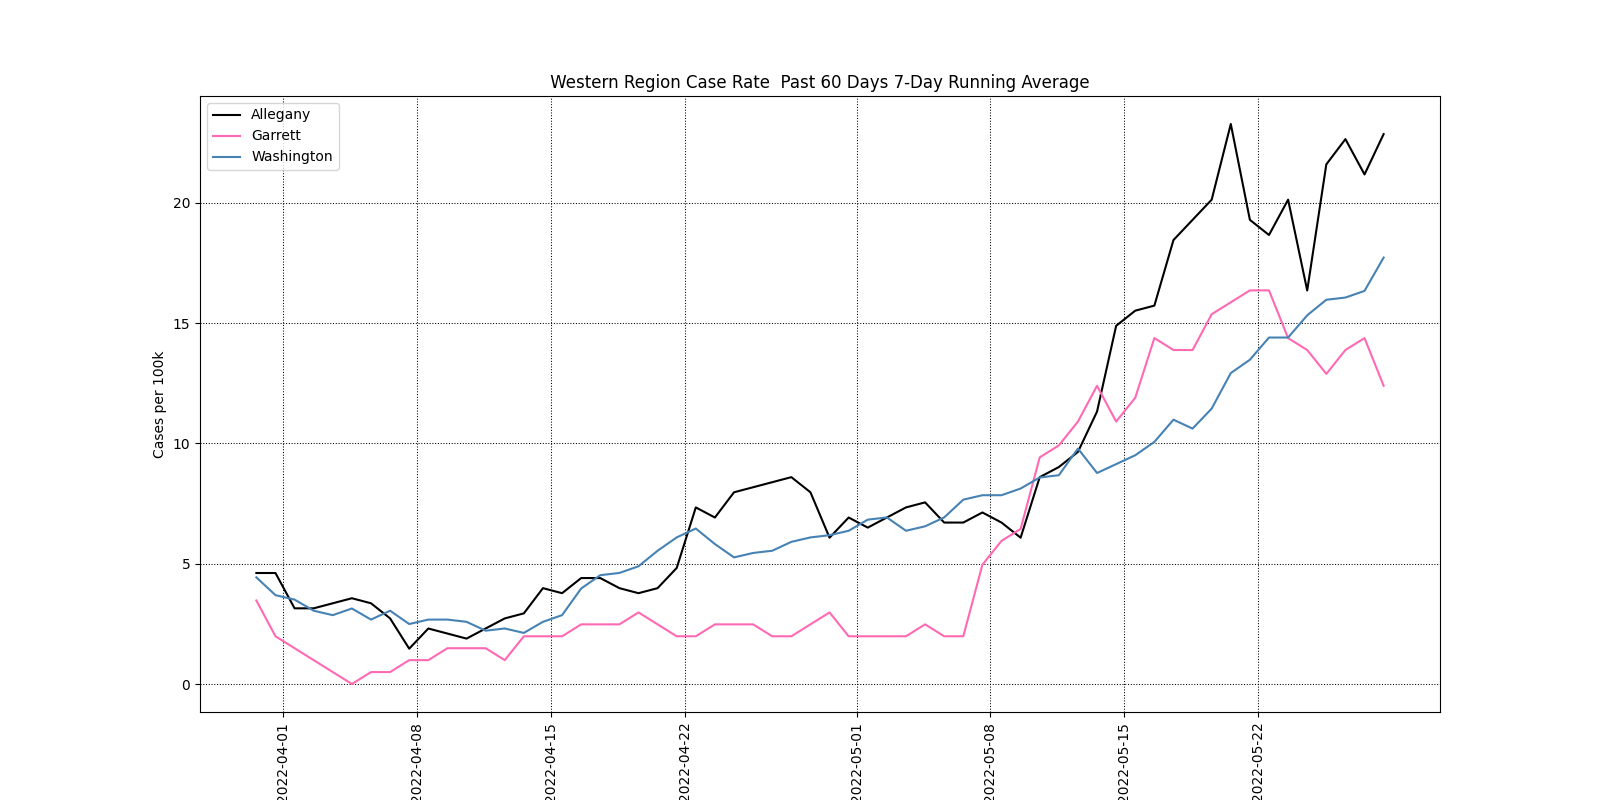 Western Region Case Rate  Past 60 Days 7-Day Running Average
Allegany
Garrett
Washington
Cases per 100k
20
15
10
5
0
2022-04-01
2022-04-08
2022-04-15
2022-04-22
2022-05-01
2022-05-08
2022-05-15
2022-05-22